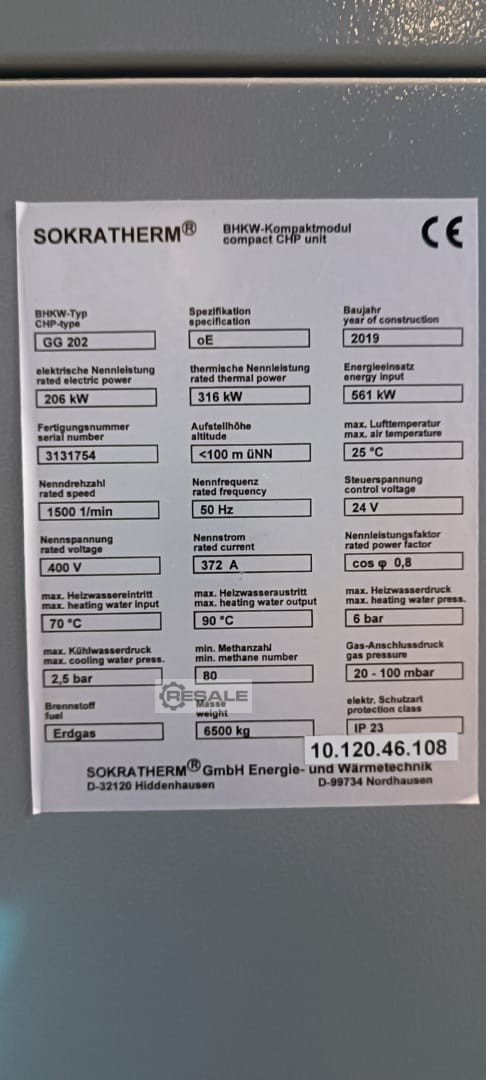 SOKRATHERM®
BHKW-Kompaktmodul
compact CHP unit
CE
BHKW-Typ
CHP-type
GG 202
Spezifikation
specification
oE
Baujahr
year of construction
2019
elektrische Nennleistung
rated electric power
206 kW
thermische Nennleistung
rated thermal power
316 kW
Energieeinsatz
energy input
561 kW
Fertigungsnummer
serial number
3131754
Aufstellhöhe
altitude
<100 m üNN
max. Lufttemperatur
max. air temperature
25 °C
Nenndrehzahl
rated speed
1500 1/min
Nennfrequenz
rated frequency
50 Hz
Steuerspannung
control voltage
24 V
Nennspannung
rated voltage
400 V
Nennstrom
rated current
372 A
Nennleistungsfaktor
rated power factor
cos φ 0,8
max. Heizwassereintritt
max. heating water input
70 °C
max. Heizwasseraustritt
max. heating water output
90 °C
max. Heizwasserdruck
max. heating water press.
6 bar
max. Kühlwasserdruck
max. cooling water press.
2,5 bar
min. Methanzahl
min. methane number
80
Gas-Anschlussdruck
gas pressure
20 - 100 mbar
Brennstoff
fuel
Erdgas
RESALE
Masse
weight
6500 kg
elektr. Schutzart
protection class
IP 23
10.120.46.108
SOKRATHERM® GmbH Energie- und Wärmetechnik
D-32120 Hiddenhausen
D-99734 Nordhausen